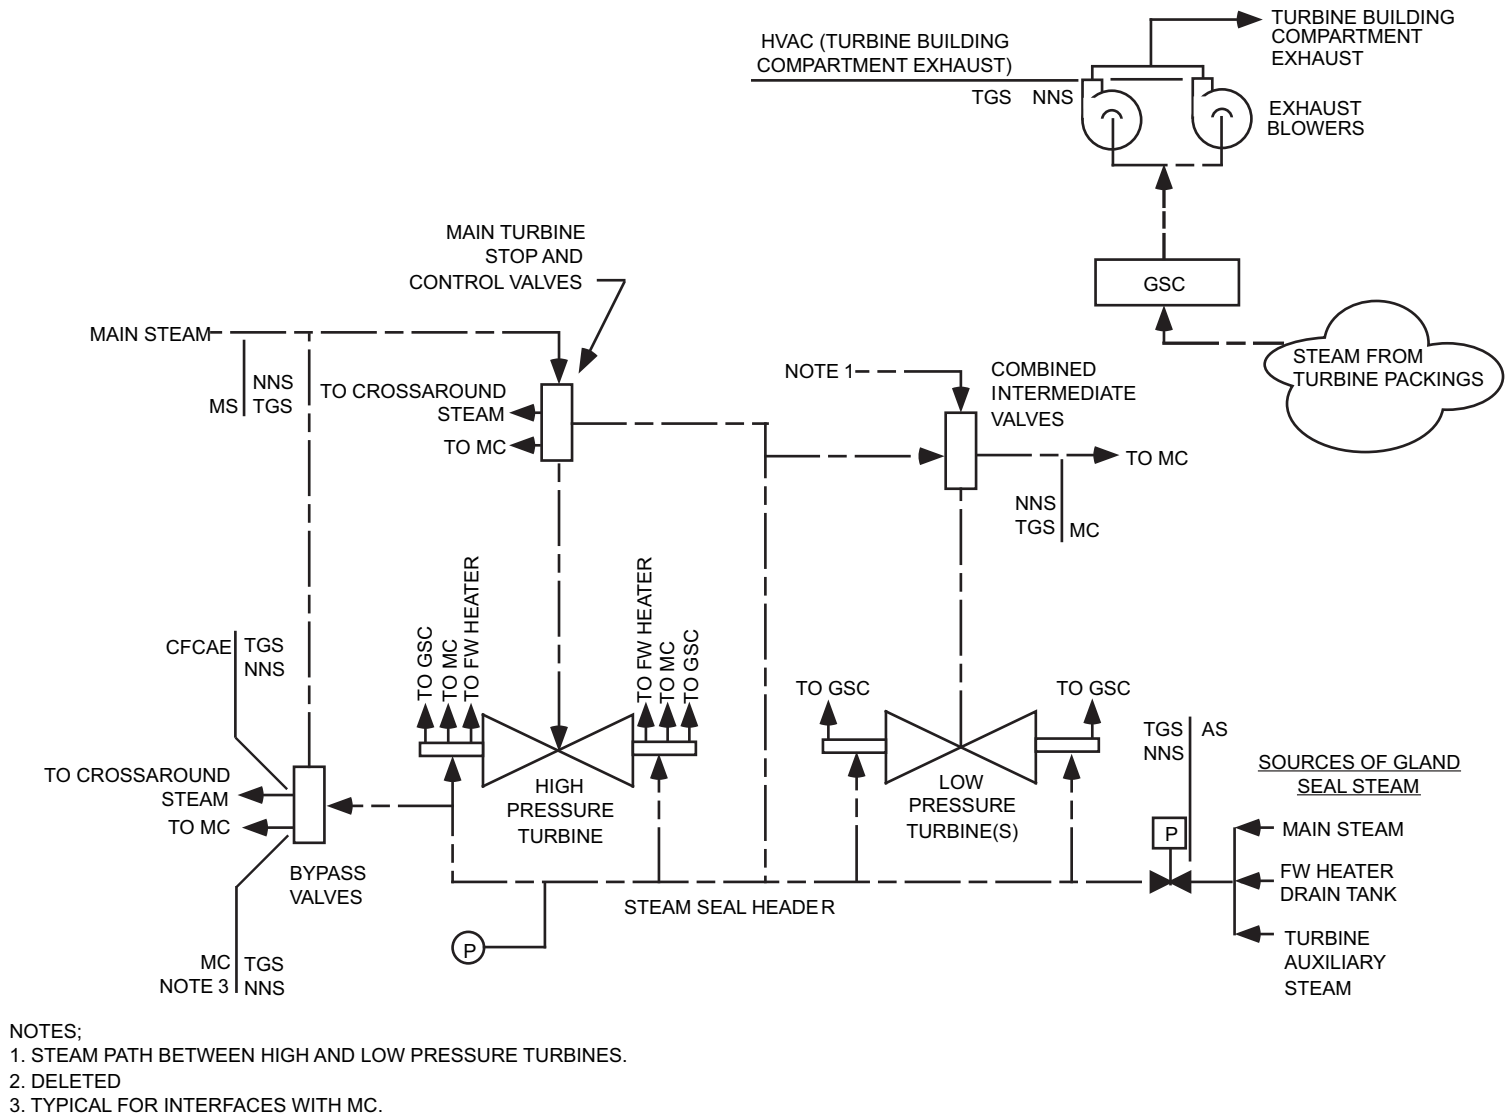 TURBINE BUILDING
COMPARTMENT
EXHAUST
HVAC (TURBINE BUILDING
COMPARTMENT EXHAUST)
TGS NNS
EXHAUST
BLOWERS
MAIN TURBINE
STOP AND
CONTROL VALVES
GSC
MAIN STEAM
MS
NNS
TGS
TO CROSSAROUND
STEAM
TO MC
NOTE 1
COMBINED
INTERMEDIATE
VALVES
STEAM FROM
TURBINE PACKINGS
TO MC
NNS
TGS
MC
CFCAE
TGS
NNS
TO GSC
TO MC
TO FW HEATER
TO FW HEATER
TO MC
TO GSC
TO GSC
TO GSC
TGS
NNS
AS
SOURCES OF GLAND
SEAL STEAM
TO CROSSAROUND
STEAM
TO MC
HIGH
PRESSURE
TURBINE
LOW
PRESSURE
TURBINE(S)
P
MAIN STEAM
FW HEATER
DRAIN TANK
TURBINE
AUXILIARY
STEAM
BYPASS
VALVES
STEAM SEAL HEADER
P
MC
NOTE 3
TGS
NNS
NOTES;
1. STEAM PATH BETWEEN HIGH AND LOW PRESSURE TURBINES.
2. DELETED
3. TYPICAL FOR INTERFACES WITH MC.